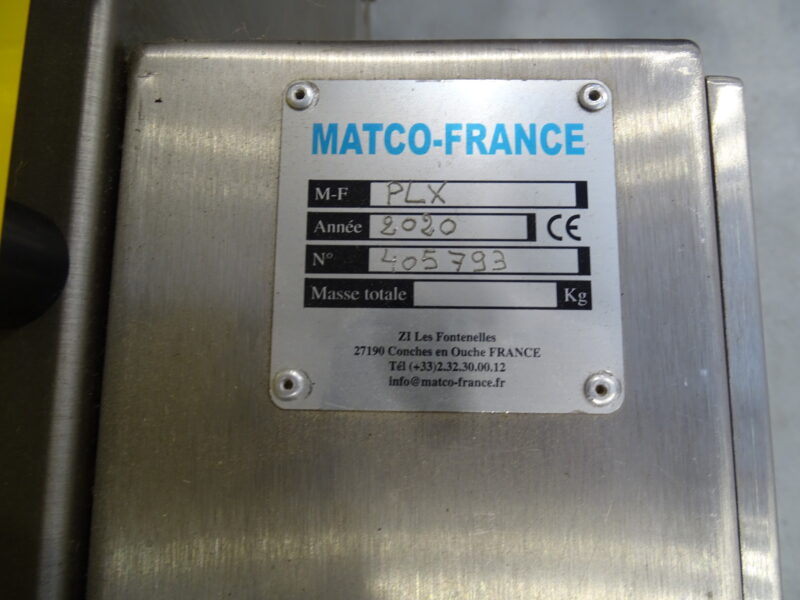 MATCO-FRANCE
M-F PLX
Année 2020 CE
N° 405793
Masse totale Kg
ZI Les Fontenelles
27190 Conches en Ouche FRANCE
Tél (+33)2.32.30.00.12
info@matco-france.fr